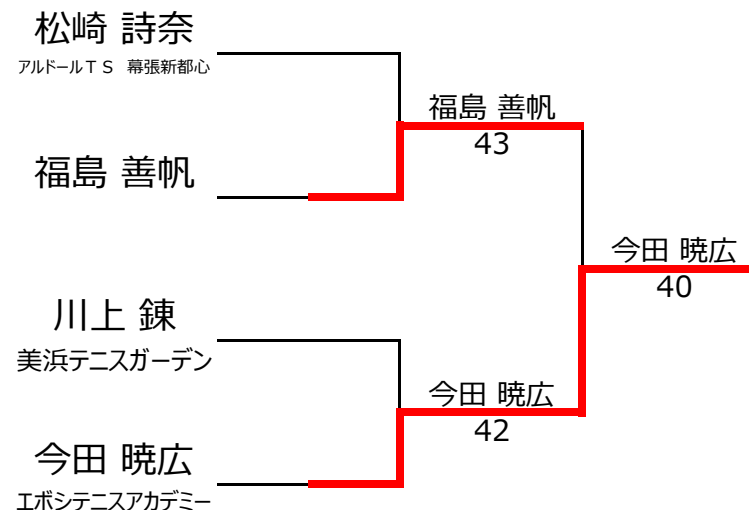 松崎 詩奈
アルドールＴＳ　幕張新都心
福島 善帆
43
福島 善帆
今田 暁広
40
川上 錬
美浜テニスガーデン
今田 暁広
42
今田 暁広
エボシテニスアカデミー